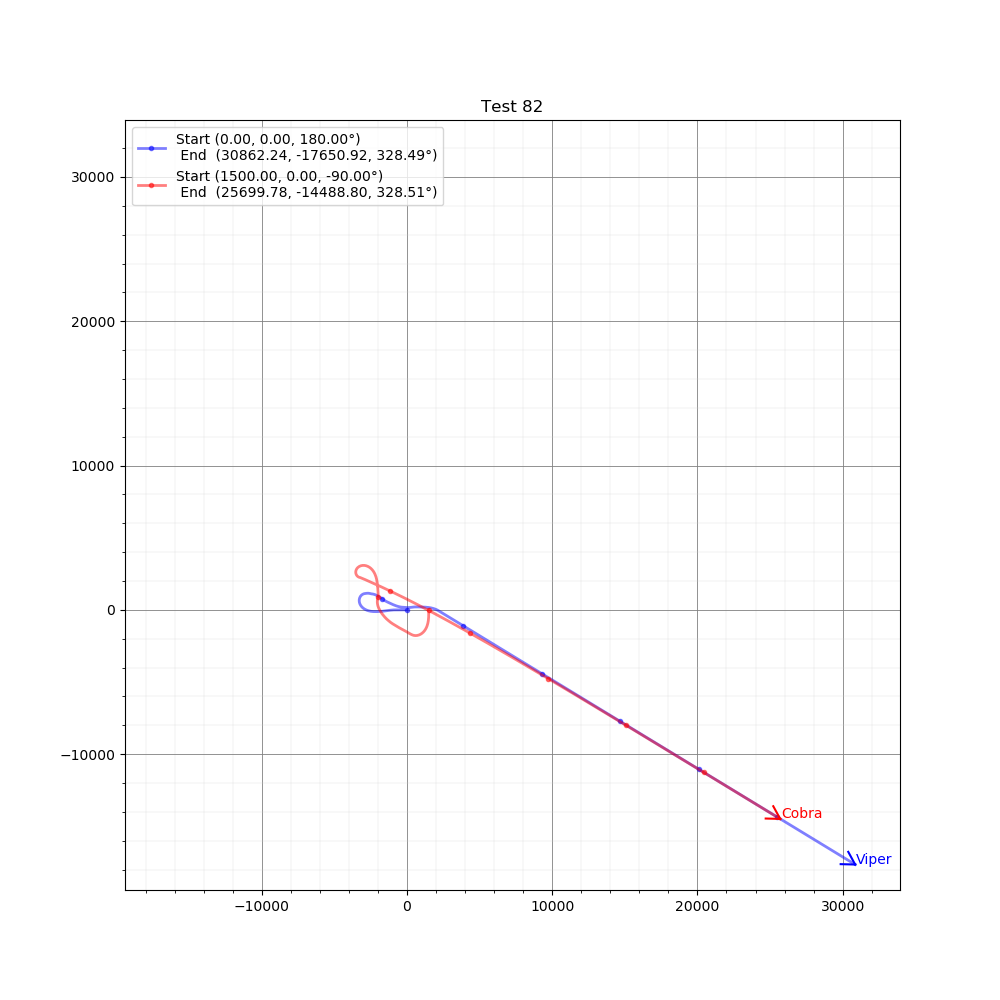 Test 82
Start (0.00, 0.00, 180.00°)
End (30862.24, -17650.92, 328.49°)
Start (1500.00, 0.00, -90.00°)
End (25699.78, -14488.80, 328.51°)
30000
20000
10000
0
−10000
Cobra
Viper
−10000 0 10000 20000 30000